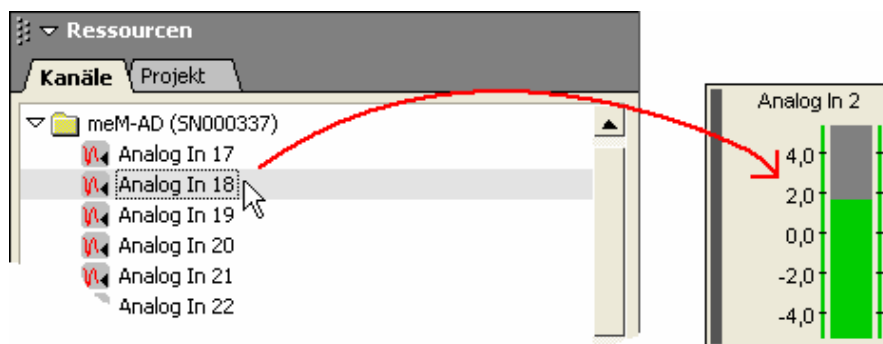 Ressourcen
Kanäle Projekt
meM-AD (SN000337)
Analog In 17
Analog In 18
Analog In 19
Analog In 20
Analog In 21
Analog In 22
Analog In 2
4,0
2,0
0,0
-2,0
-4,0